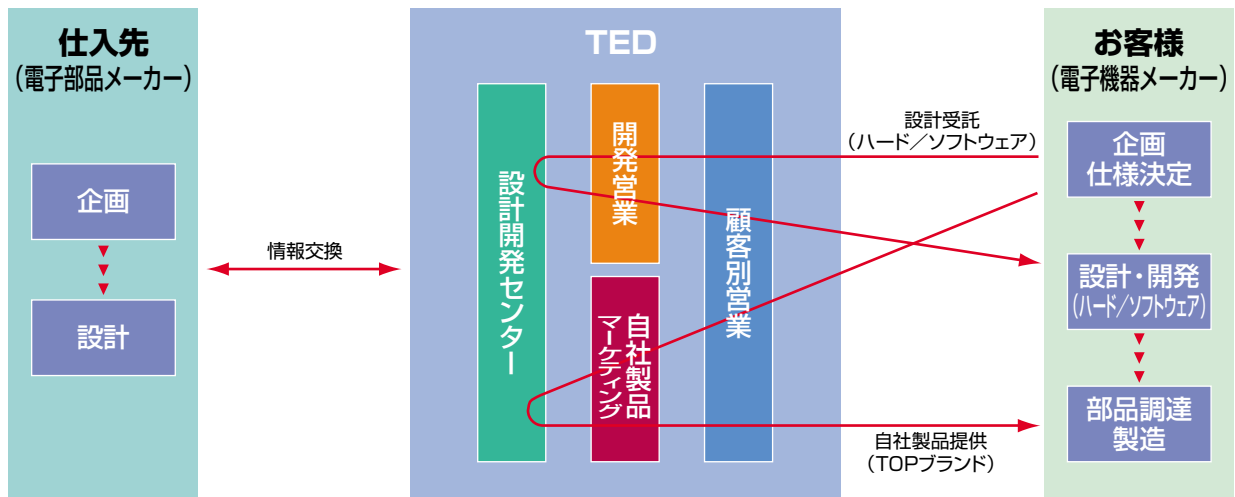 仕入先
（電子部品メーカー）
企画
設計
情報交換
TED
設計開発センター
開発営業
自社製品
マーケティング
顧客別営業
設計受託
（ハード／ソフトウェア）
自社製品提供
（TOPブランド）
お客様
（電子機器メーカー）
企画
仕様決定
設計・開発
（ハード／ソフトウェア）
部品調達
製造